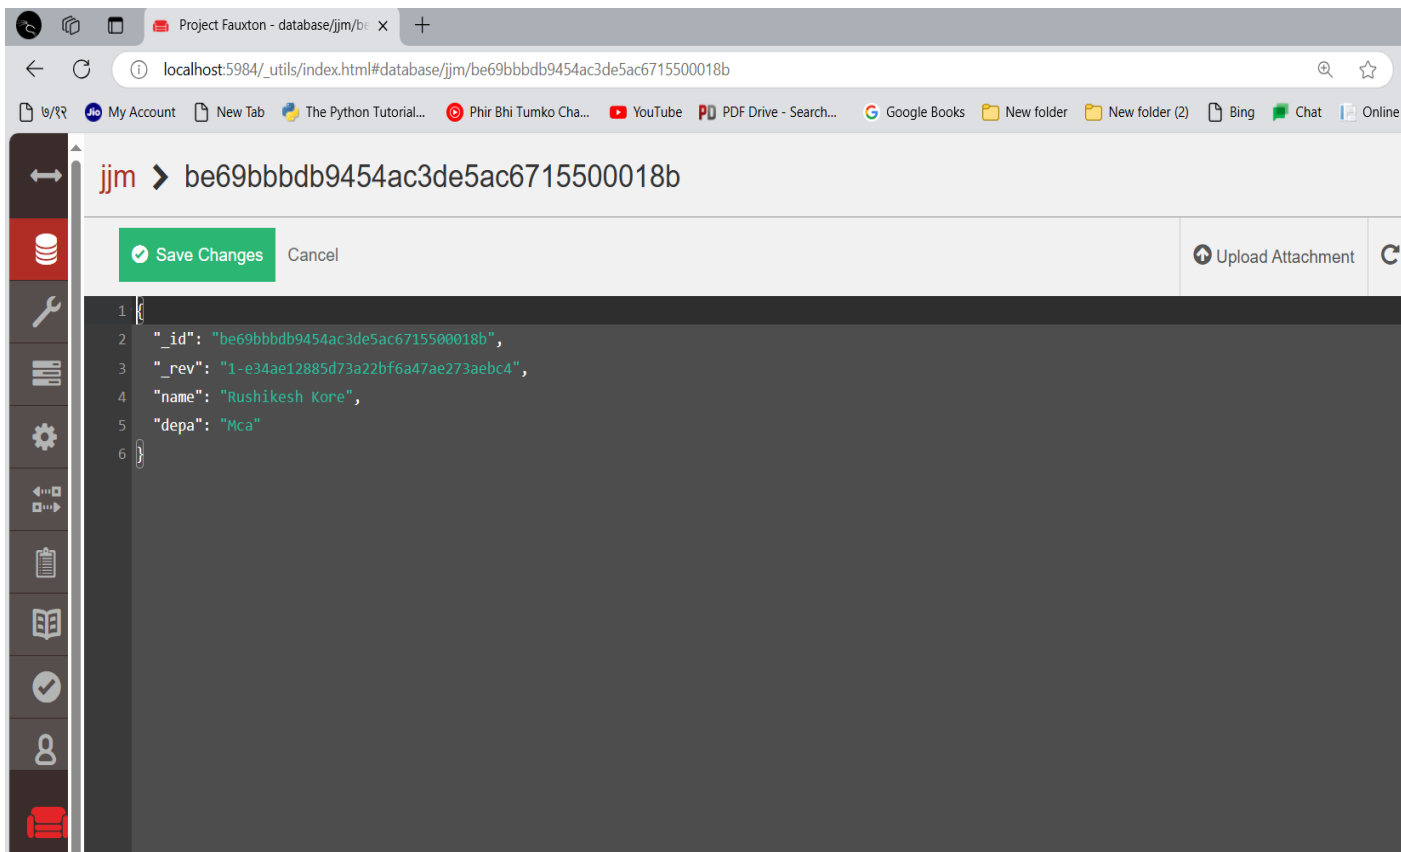 Project Fauxton - database/jjm/be
localhost:5984/_utils/index.html#database/jjm/be69bbbdb9454ac3de5ac6715500018b
७/१२ My Account New Tab The Python Tutorial... Phir Bhi Tumko Cha... YouTube PD PDF Drive - Search... G Google Books New folder New folder (2) Bing Chat Online
jjm > be69bbbdb9454ac3de5ac6715500018b
Save Changes Cancel Upload Attachment
1 {
2 "_id": "be69bbbdb9454ac3de5ac6715500018b",
3 "_rev": "1-e34ae12885d73a22bf6a47ae273aebc4",
4 "name": "Rushikesh Kore",
5 "depa": "Mca"
6 }